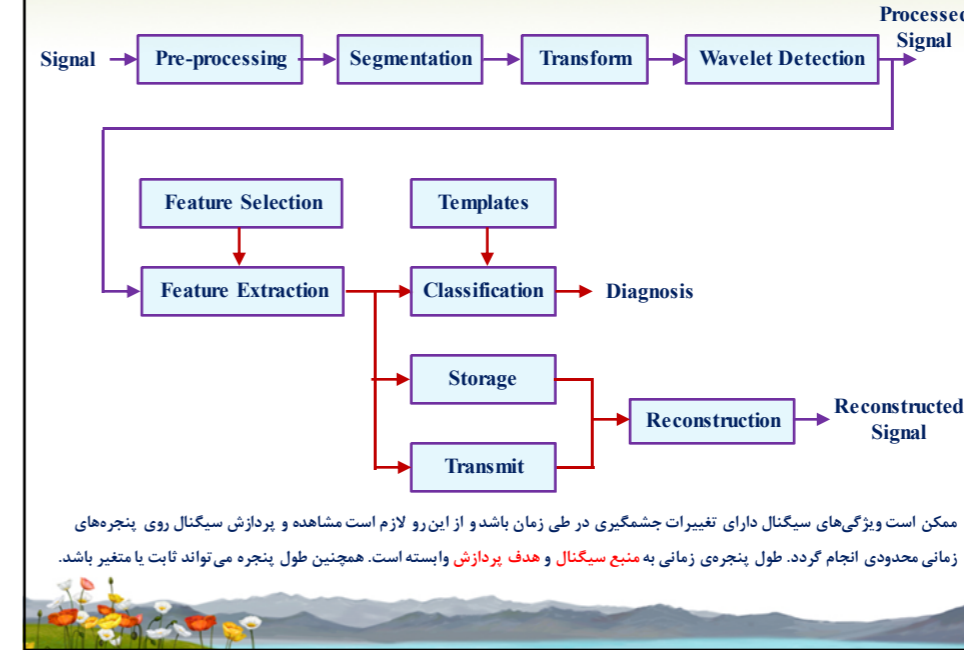 Processed
Signal
Signal
Pre-processing
Segmentation
Transform
Wavelet Detection
Feature Selection
Templates
Feature Extraction
Classification
Diagnosis
Storage
Reconstruction
Reconstructed
Signal
Transmit
ممکن است ویژگی‌های سیگنال دارای تغییرات چشمگیری در طی زمان باشد و از این رو لازم است مشاهده و پردازش سیگنال روی پنجره‌های
زمانی محدودی انجام گردد. طول پنجره‌ی زمانی به منبع سیگنال و هدف پردازش وابسته است. همچنین طول پنجره می‌تواند ثابت یا متغیر باشد.